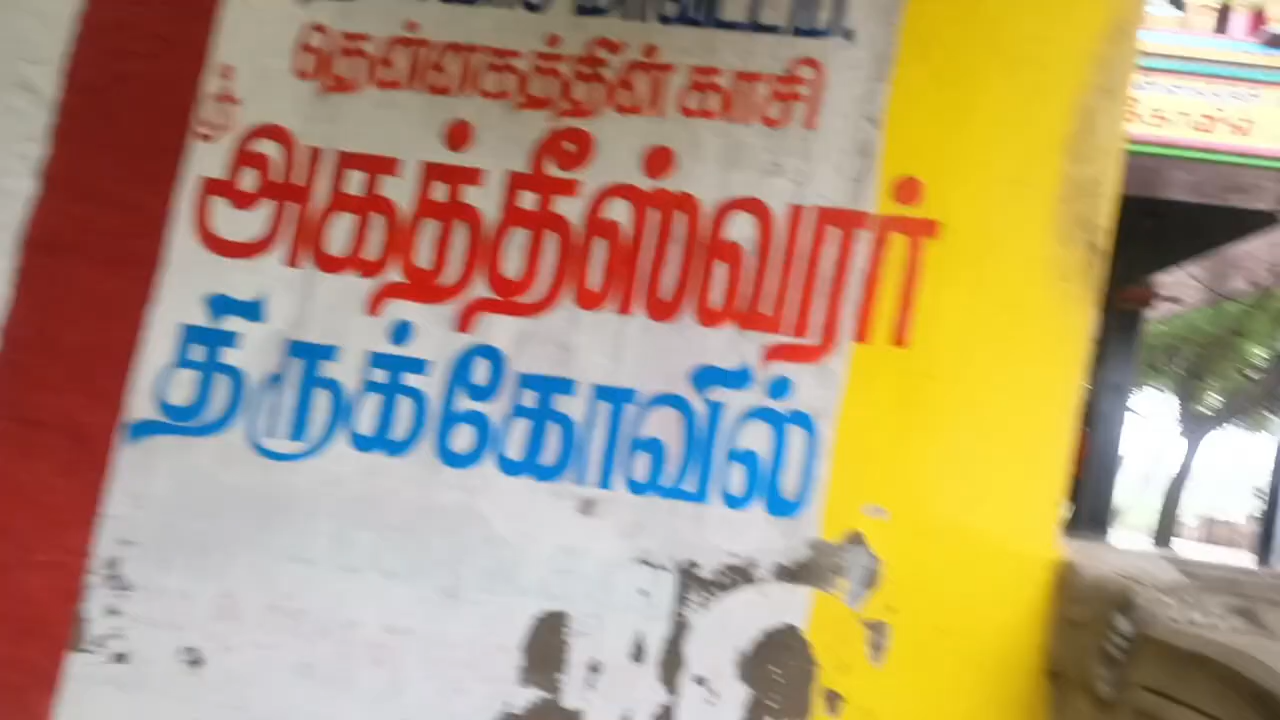 தென்னகத்தின் காசி
அகத்தீஸ்வரர்
திருக்கோவில்